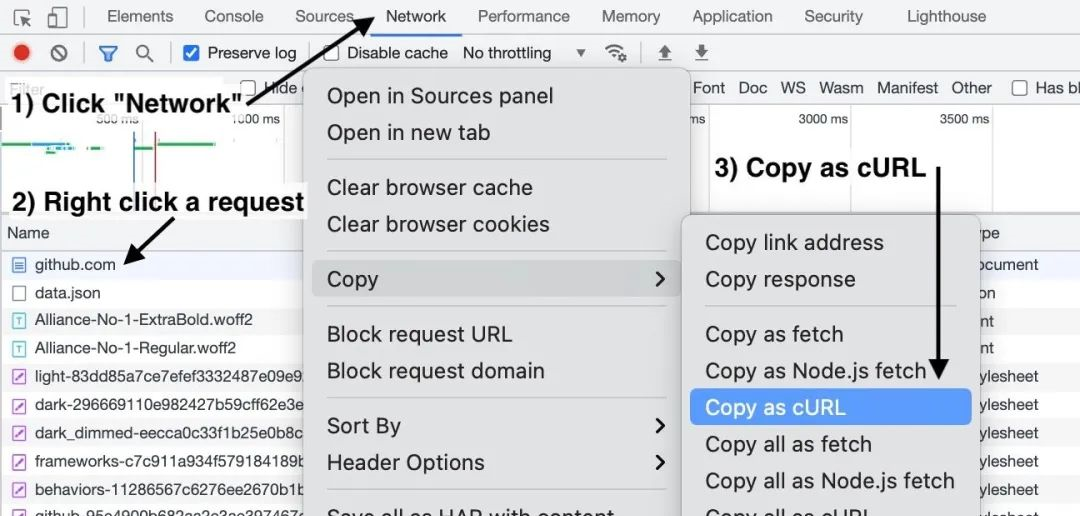 Elements Console Sources Network Performance Memory Application Security Lighthouse
Preserve log Disable cache No throttling
Filter Hide Font Doc WS Wasm Manifest Other Has bl
1) Click "Network"
500 ms 1000 ms ms 3000 ms 3500 ms
2) Right click a request
3) Copy as cURL
Name ype
github.com ocument
data.json on
Alliance-No-1-ExtraBold.woff2 nt
Alliance-No-1-Regular.woff2 nt
light-83dd85a7ce7efef3332487e09e92 ylesheet
dark-296669110e982427b59cff62e3e ylesheet
dark_dimmed-eecca0c33f1b25e0b8c ylesheet
frameworks-c7c911a934f579184189b ylesheet
behaviors-11286567c6276ee2670b1b ylesheet
Open in Sources panel
Open in new tab
Clear browser cache
Clear browser cookies
Copy
Block request URL
Block request domain
Sort By
Header Options
Save all as HAR with content
Copy link address
Copy response
Copy as fetch
Copy as Node.js fetch
Copy as cURL
Copy all as fetch
Copy all as Node.js fetch
Copy all as cURL